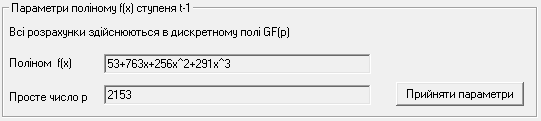 Параметри поліному f(x) ступеня t-1
Всі розрахунки здійснюються в дискретному полі GF(p)
Поліном f(x) 53+763x+256x^2+291x^3
Просте число p 2153
Прийняти параметри